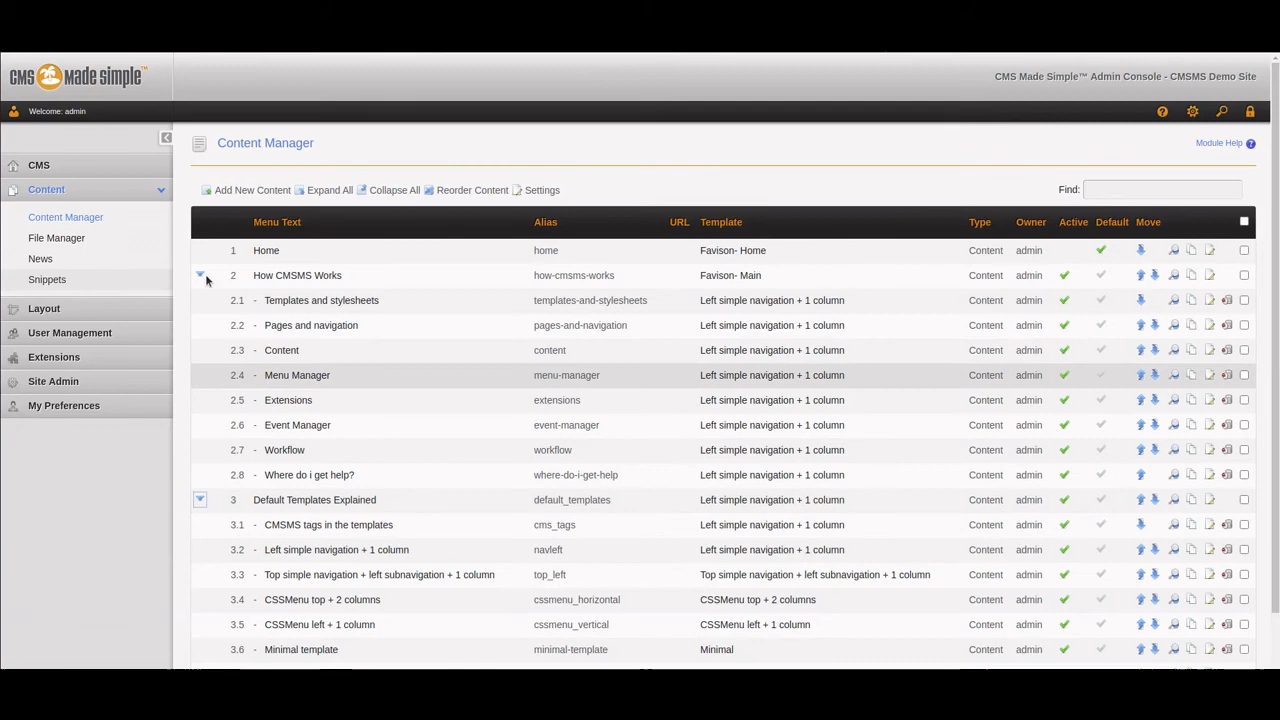 CMS MADE SIMPLE™
CMS Made Simple™ Admin Console - CMSMS Demo Site
Welcome: admin
CMS
Content
Content Manager
File Manager
News
Snippets
Layout
User Management
Extensions
Site Admin
My Preferences
Content Manager
Module Help ?
Add New Content Expand All Collapse All Reorder Content Settings
Find:
Menu Text Alias URL Template Type Owner Active Default Move
1 Home home Favison- Home Content admin
2 How CMSMS Works how-cmsms-works Favison- Main Content admin
2.1 - Templates and stylesheets templates-and-stylesheets Left simple navigation + 1 column Content admin
2.2 - Pages and navigation pages-and-navigation Left simple navigation + 1 column Content admin
2.3 - Content content Left simple navigation + 1 column Content admin
2.4 - Menu Manager menu-manager Left simple navigation + 1 column Content admin
2.5 - Extensions extensions Left simple navigation + 1 column Content admin
2.6 - Event Manager event-manager Left simple navigation + 1 column Content admin
2.7 - Workflow workflow Left simple navigation + 1 column Content admin
2.8 - Where do i get help? where-do-i-get-help Left simple navigation + 1 column Content admin
3 Default Templates Explained default_templates Left simple navigation + 1 column Content admin
3.1 - CMSMS tags in the templates cms_tags Left simple navigation + 1 column Content admin
3.2 - Left simple navigation + 1 column navleft Left simple navigation + 1 column Content admin
3.3 - Top simple navigation + left subnavigation + 1 column top_left Top simple navigation + left subnavigation + 1 column Content admin
3.4 - CSSMenu top + 2 columns cssmenu_horizontal CSSMenu top + 2 columns Content admin
3.5 - CSSMenu left + 1 column cssmenu_vertical CSSMenu left + 1 column Content admin
3.6 - Minimal template minimal-template Minimal Content admin